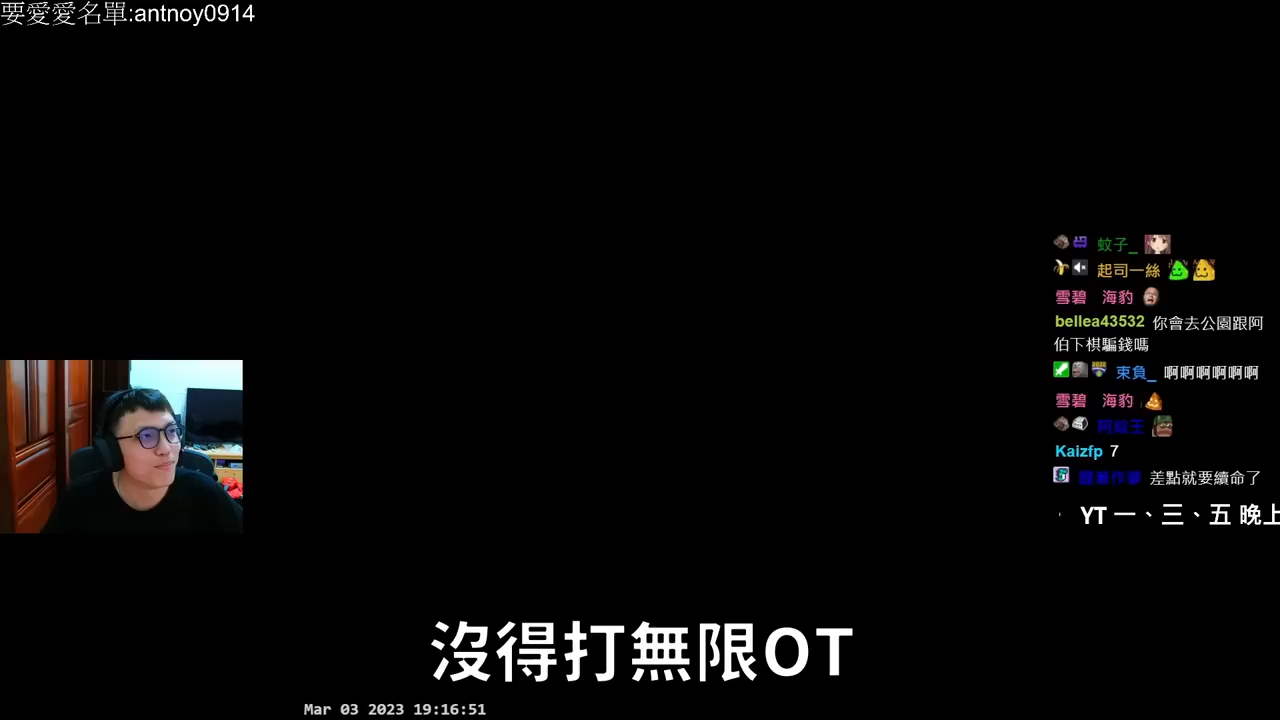 要愛愛名單:antnoy0914
蚊子_
起司一絲
雪碧 海豹
bellea43532 你會去公園跟阿
伯下棋騙錢嗎
束負_ 啊啊啊啊啊啊
雪碧 海豹
Kaizfp 7
差點就要續命了
YT 一、三、五 晚上
沒得打無限OT
Mar 03 2023 19:16:51